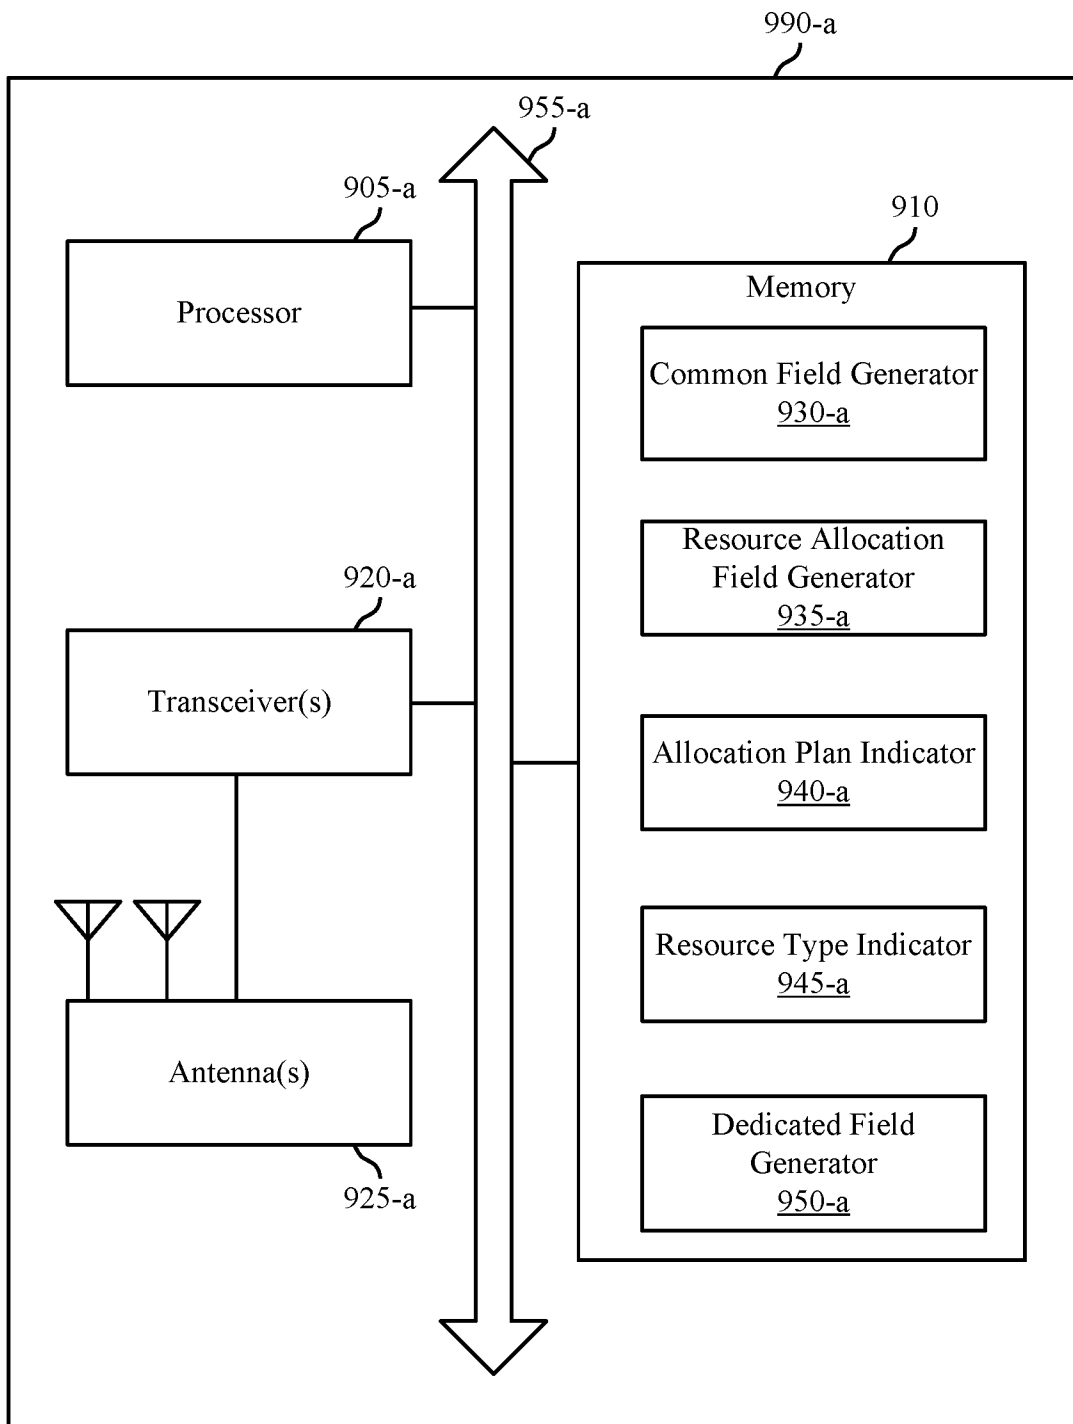 990-a
955-a
905-a
Processor
910
Memory
Common Field Generator
930-a
Resource Allocation
Field Generator
935-a
920-a
Transceiver(s)
Allocation Plan Indicator
940-a
Resource Type Indicator
945-a
Antenna(s)
925-a
Dedicated Field
Generator
950-a